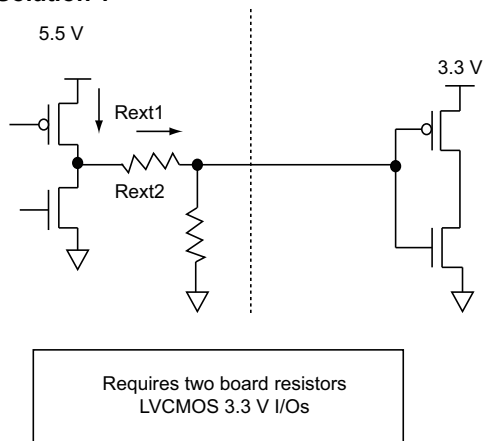 5.5 V
3.3 V
Rext1
Rext2
Requires two board resistors
LVCMOS 3.3 V I/Os